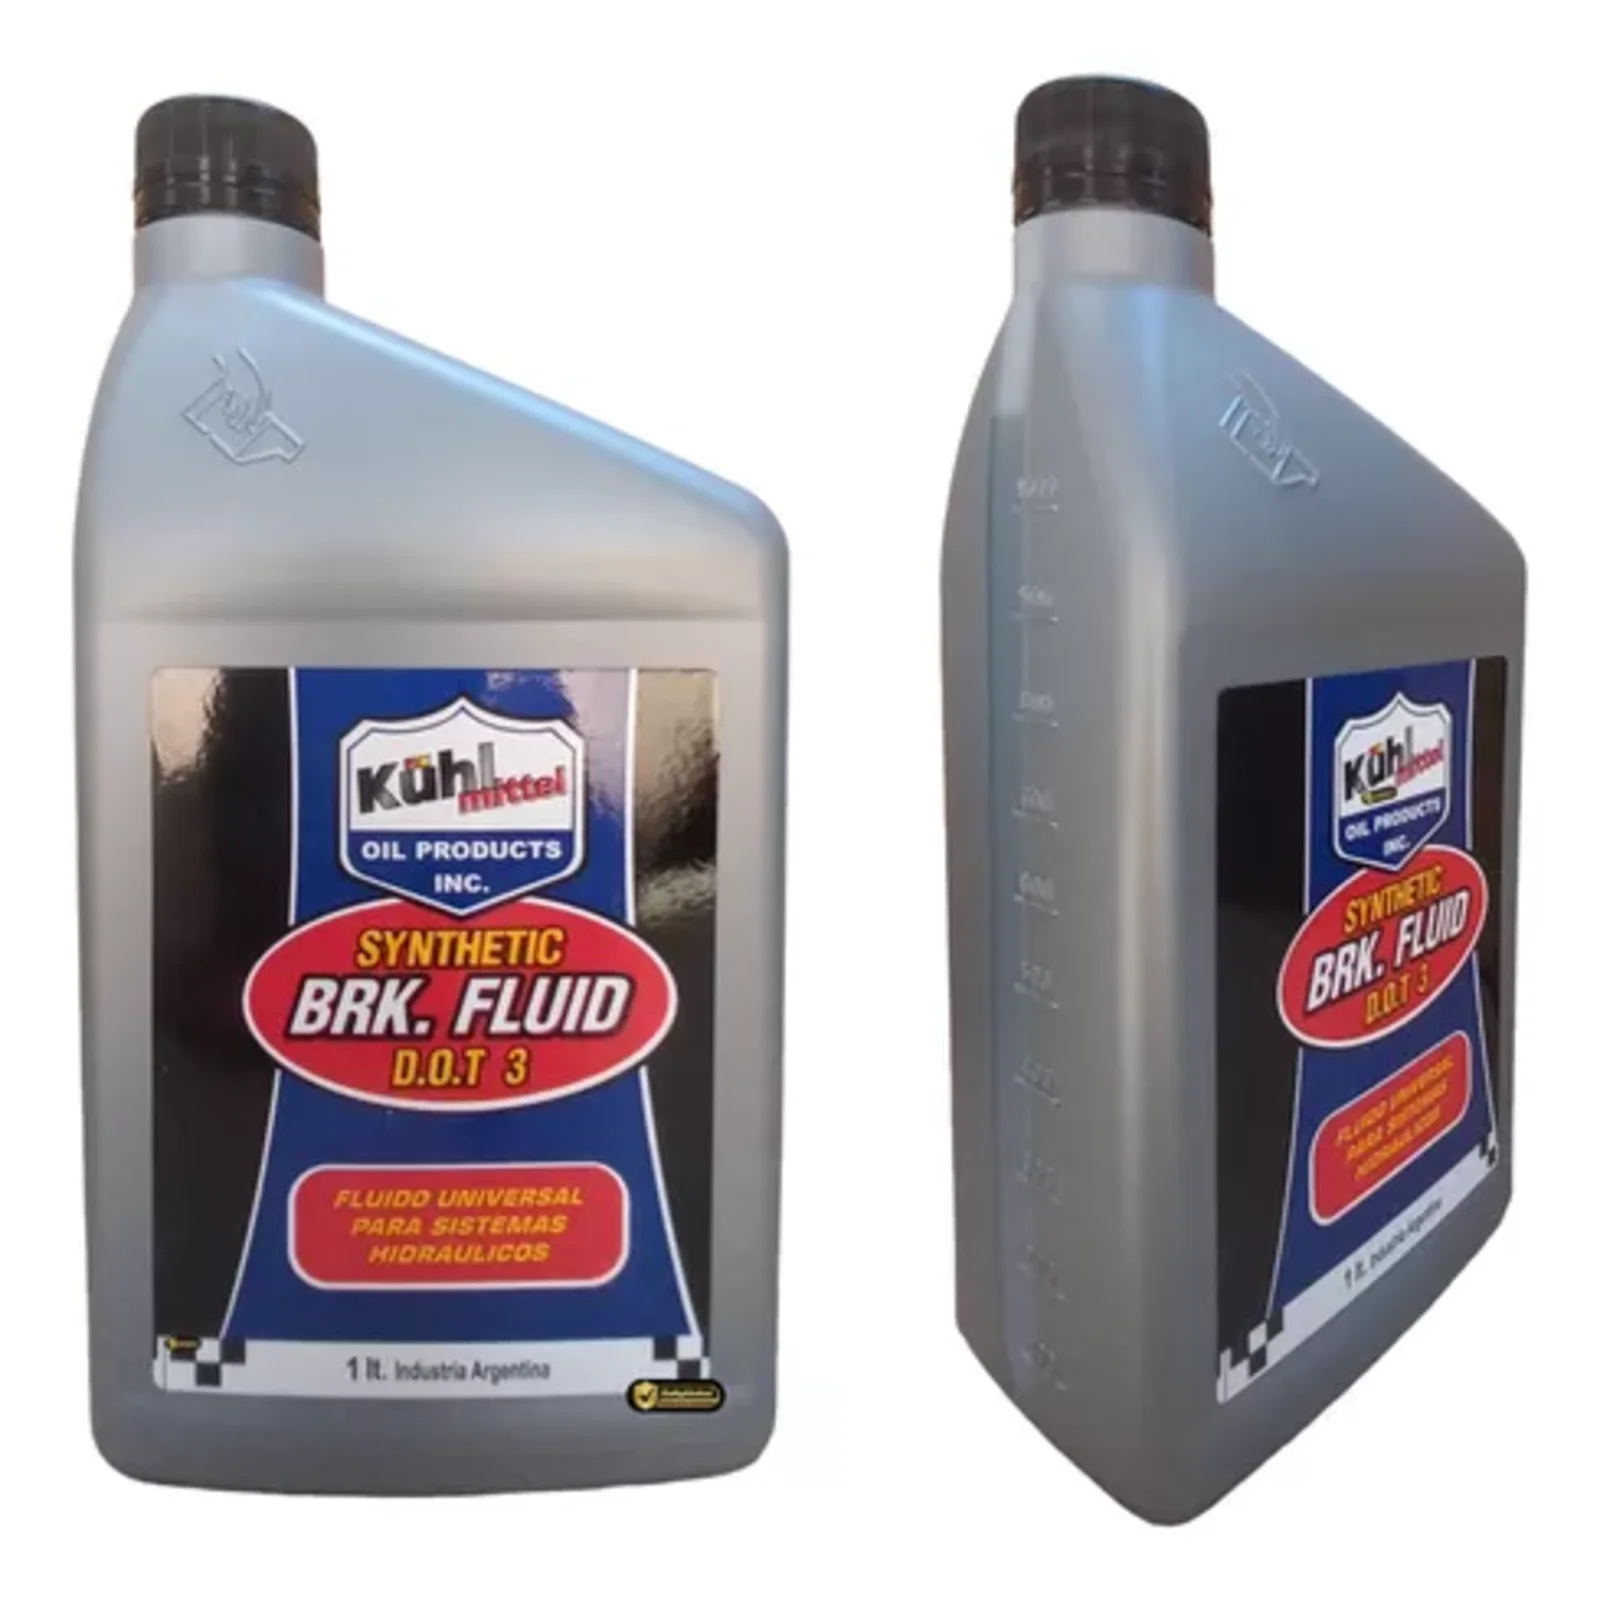 Kühl
mittel
OIL PRODUCTS
INC.
SYNTHETIC
BRK. FLUID
D.O.T 3
FLUIDO UNIVERSAL
PARA SISTEMAS
HIDRAULICOS
1 lt. Industria Argentina
Kühl
mittel
OIL PRODUCTS
INC.
SYNTHETIC
BRK. FLUID
D.O.T 3
FLUIDO UNIVERSAL
PARA SISTEMAS
HIDRAULICOS
1 lt. Industria Argentina